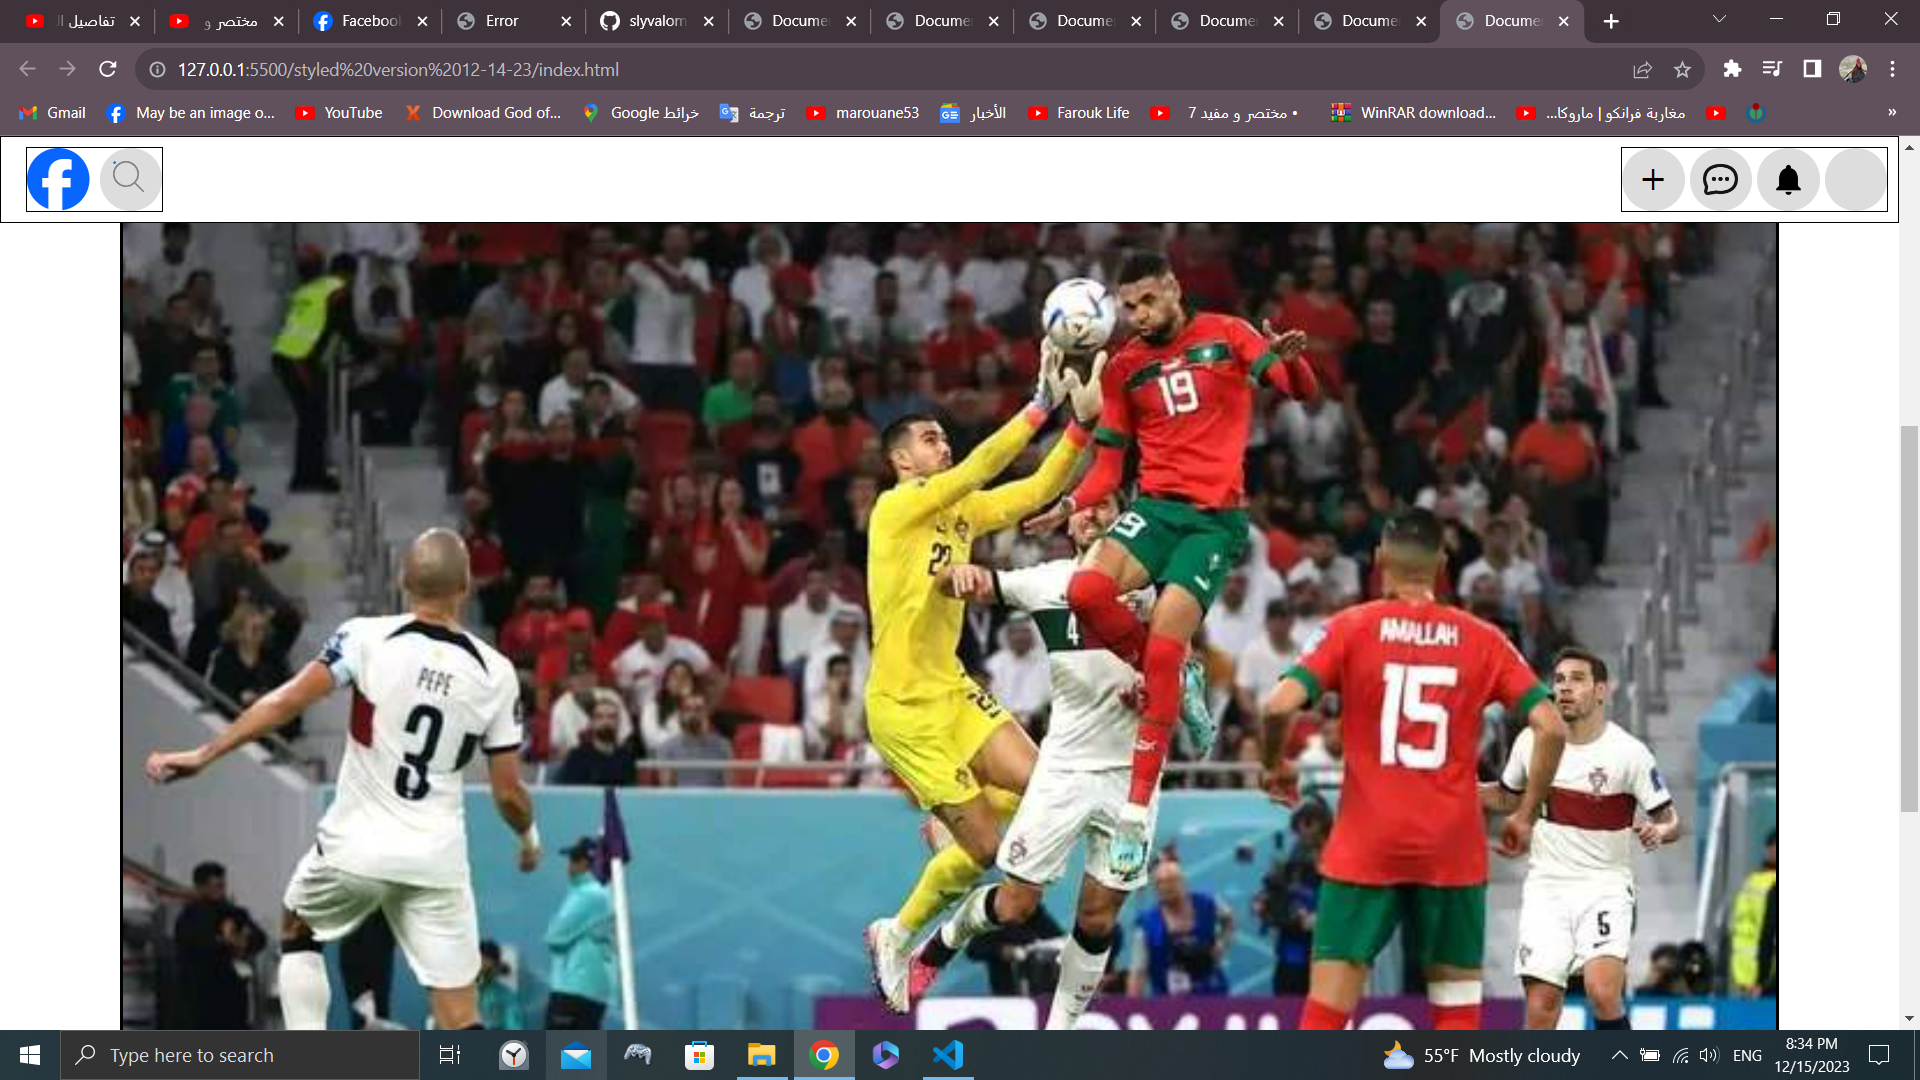 تفاصيل ال
مختصر و
Facebook
Error
slyvalom
Docume
Docume
Docume
Docume
Docume
Docume
127.0.0.1:5500/styled%20version%2012-14-23/index.html
Gmail
May be an image o...
YouTube
Download God of...
خرائط Google
ترجمة
marouane53
الأخبار
Farouk Life
• مختصر و مفيد 7
WinRAR download...
مغاربة فرانكو | ماروكا...
»
19
22
19
4
AMALLAH
15
PEPE
3
5
Type here to search
55°F Mostly cloudy
ENG
8:34 PM
12/15/2023